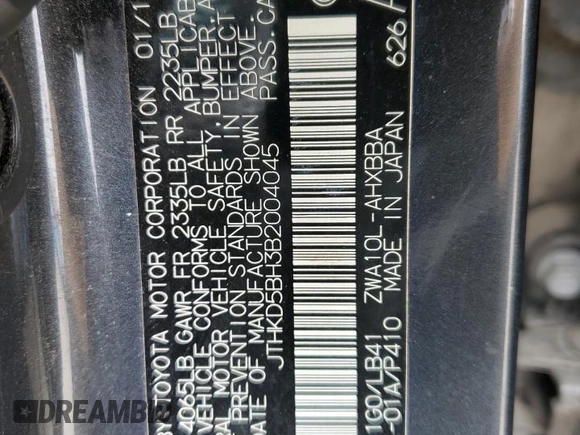 BY TOYOTA MOTOR CORPORATION 01/1
4065LB GAWR FR 2335LB RR 2235LB
VEHICLE CONFORMS TO ALL APPLICAB
RAL MOTOR VEHICLE SAFETY, BUMPER, A
PREVENTION STANDARDS IN EFFECT
DATE OF MANUFACTURE SHOWN ABOVE.
JTHKD5BH3B2004045 PASS.CA
1G0/LB41 ZWA10L-AHXBBA
-01A/P410 MADE IN JAPAN 626
DREAMBIW